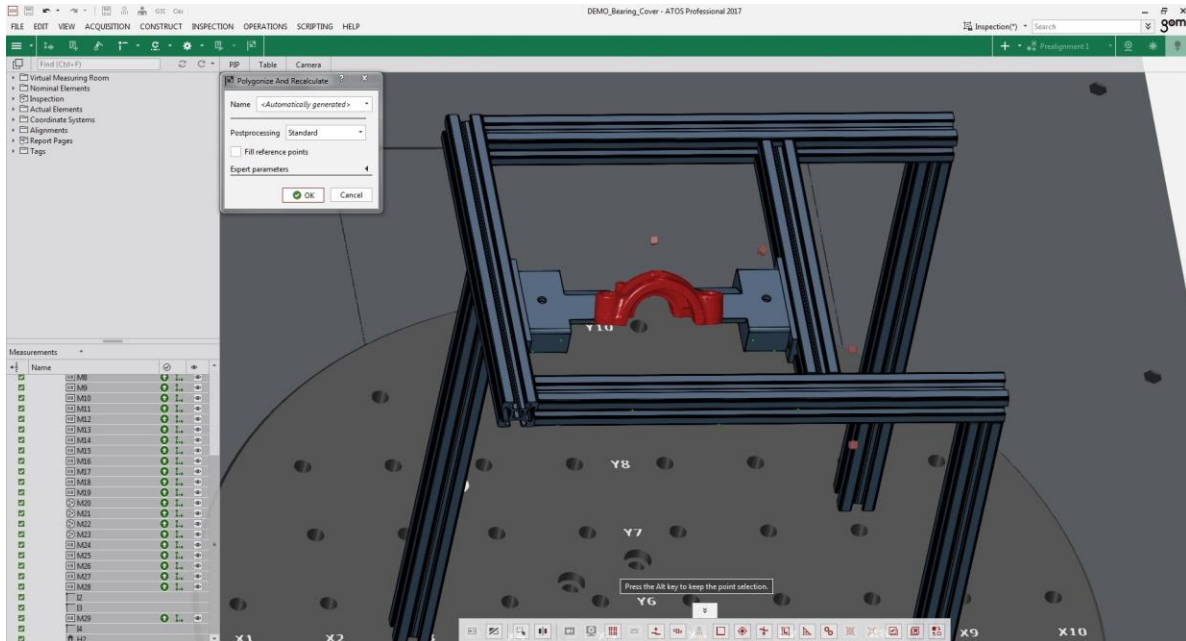 DEMO_Bearing_Cover - ATOS Professional 2017
FILE EDIT VIEW ACQUISITION CONSTRUCT INSPECTION OPERATIONS SCRIPTING HELP
Inspection(*) Search
gom
Prealignment 1
Find (Ctrl+F)
PIP Table Camera
Virtual Measuring Room
Nominal Elements
Inspection
Actual Elements
Coordinate Systems
Alignments
Report Pages
Tags
Polygonize And Recalculate ? X
Name <Automatically generated>
Postprocessing Standard
Fill reference points
Expert parameters
OK Cancel
Y10
Y8
Y7
Y6
X1 X2 X9 X10
Press the Alt key to keep the point selection.
Measurements
Name
M8
M9
M10
M11
M12
M13
M14
M15
M16
M17
M18
M19
M20
M21
M22
M23
M24
M25
M26
M27
M28
I2
I3
M29
I4
H2